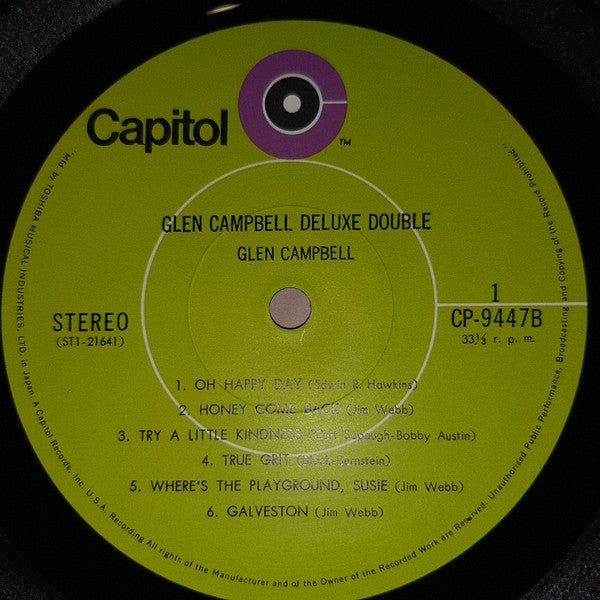 Capitol
TM
GLEN CAMPBELL DELUXE DOUBLE
GLEN CAMPBELL
STEREO
(ST1-21641)
1
CP-9447B
33⅓ r. p. m.
1. OH HAPPY DAY (Edwin R. Hawkins)
2. HONEY COME BACK (Jim Webb)
3. TRY A LITTLE KINDNESS (Curt Sapaugh-Bobby Austin)
4. TRUE GRIT (Black-Bernstein)
5. WHERE'S THE PLAYGROUND, SUSIE (Jim Webb)
6. GALVESTON (Jim Webb)
"Mfd. by TOSHIBA MUSICAL INDUSTRIES, LTD. in Japan. A Capitol Records, Inc. U.S.A. Recording All rights of the Manufacturer and of the Owner of the Recorded Work are Reserved. Unauthorized Public Performance, Broadcasting and Copying of the Record Prohibited."